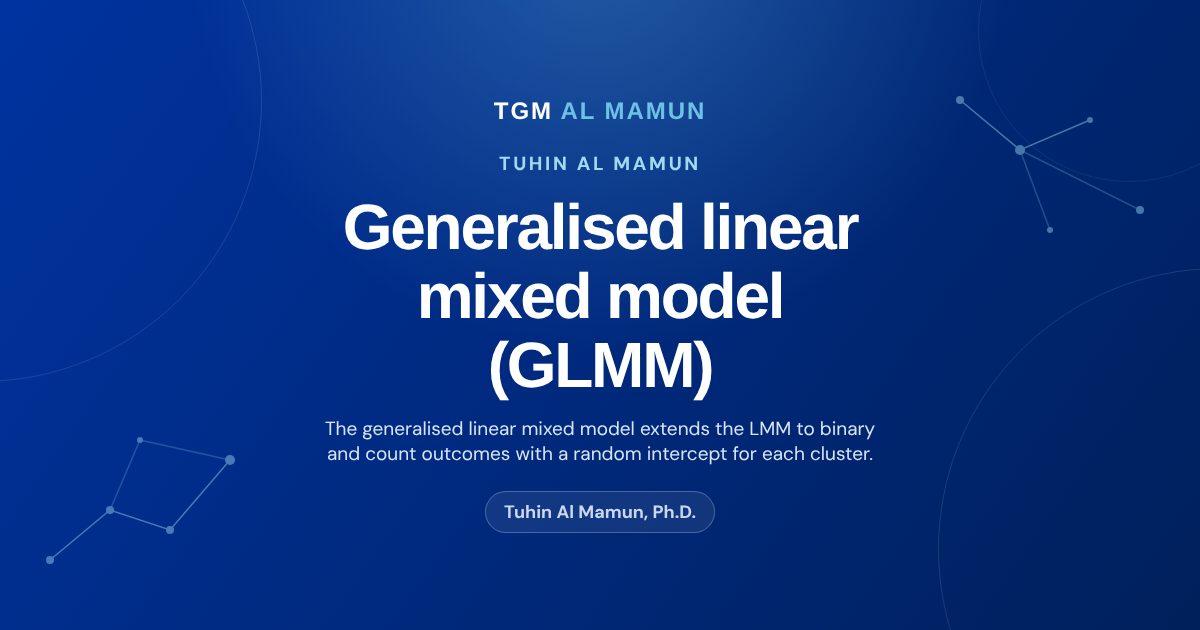 TGM AL MAMUN
TUHIN AL MAMUN
Generalised linear
mixed model
(GLMM)
The generalised linear mixed model extends the LMM to binary
and count outcomes with a random intercept for each cluster.
Tuhin Al Mamun, Ph.D.